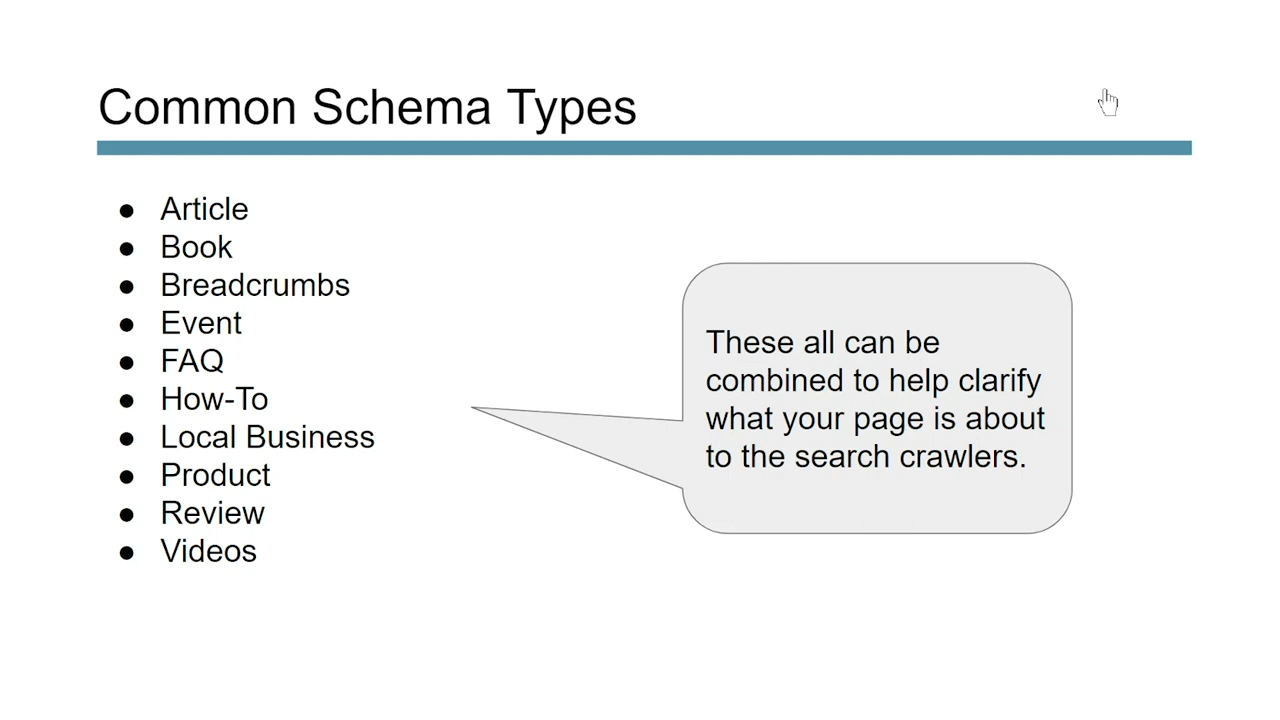 Common Schema Types
● Article
● Book
● Breadcrumbs
● Event
● FAQ
● How-To
● Local Business
● Product
● Review
● Videos
These all can be
combined to help clarify
what your page is about
to the search crawlers.